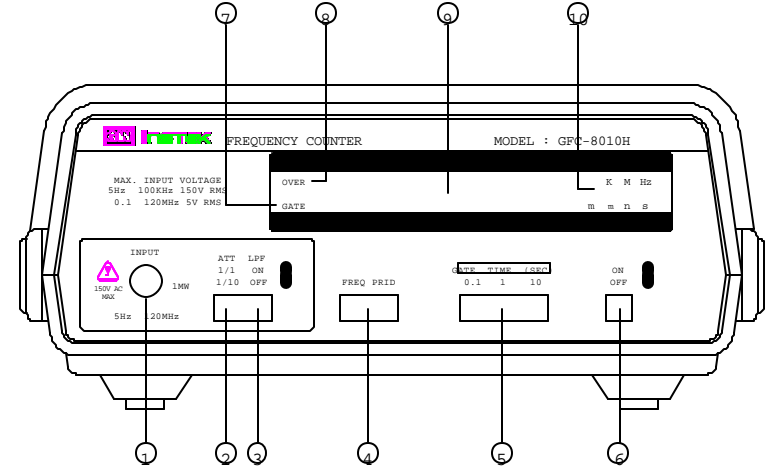 7 8 9 10
FREQUENCY COUNTER MODEL : GFC-8010H
MAX. INPUT VOLTAGE
5Hz 100KHz 150V RMS
0.1 120MHz 5V RMS
OVER K M Hz
GATE m m n s
INPUT
150V AC
MAX
1MW
5Hz 120MHz
ATT LPF
1/1 ON
1/10 OFF
FREQ PRID
GATE TIME (SEC)
0.1 1 10
ON
OFF
1 2 3 4 5 6